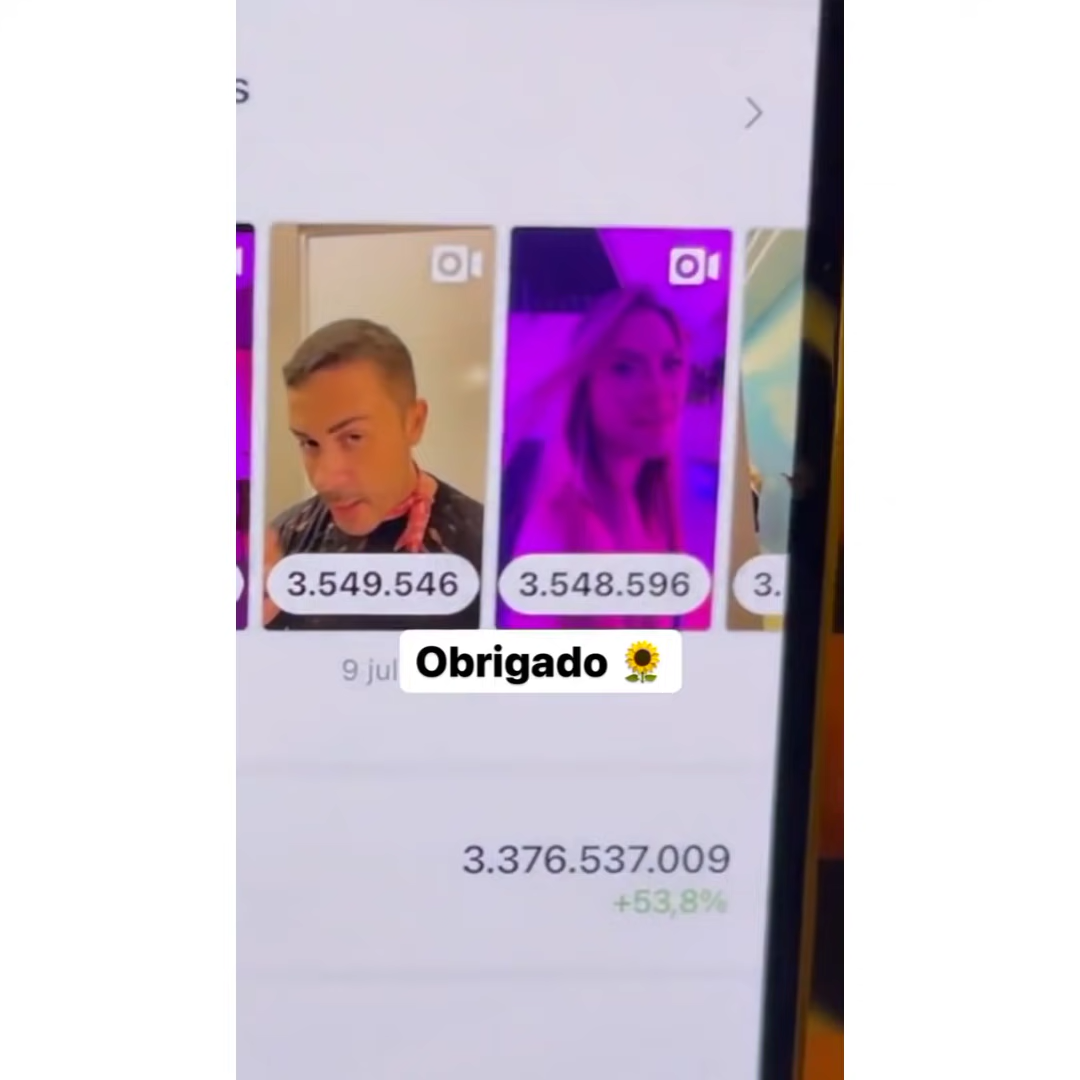 s
3.549.546
3.548.596
3.
9 jul
Obrigado 🌻
3.376.537.009
+53,8%